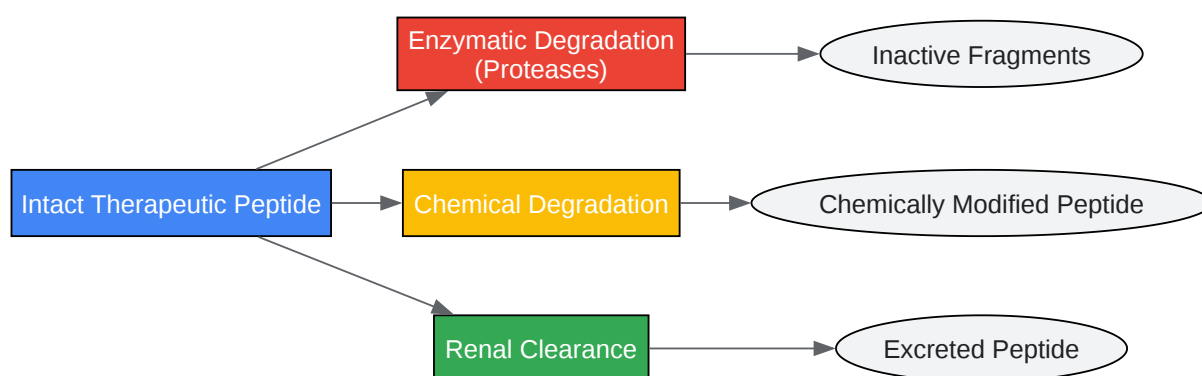 Enzymatic Degradation
(Proteases)
Inactive Fragments
Intact Therapeutic Peptide
Chemical Degradation
Chemically Modified Peptide
Renal Clearance
Excreted Peptide